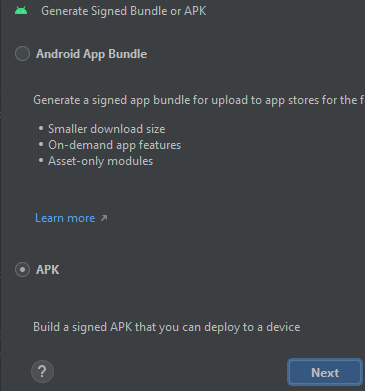 Generate Signed Bundle or APK
Android App Bundle
Generate a signed app bundle for upload to app stores for the
• Smaller download size
• On-demand app features
• Asset-only modules
Learn more ↗
APK
Build a signed APK that you can deploy to a device
? Next